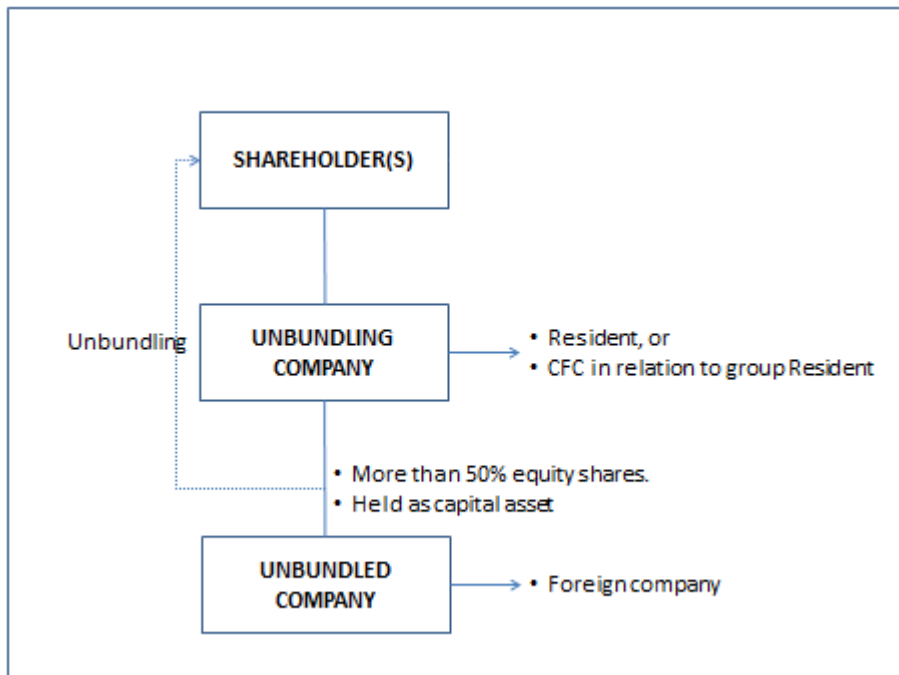 SHAREHOLDER(S)
Unbundling
UNBUNDLING
COMPANY
• Resident, or
• CFC in relation to group Resident
• More than 50% equity shares.
• Held as capital asset
UNBUNDLED
COMPANY
• Foreign company